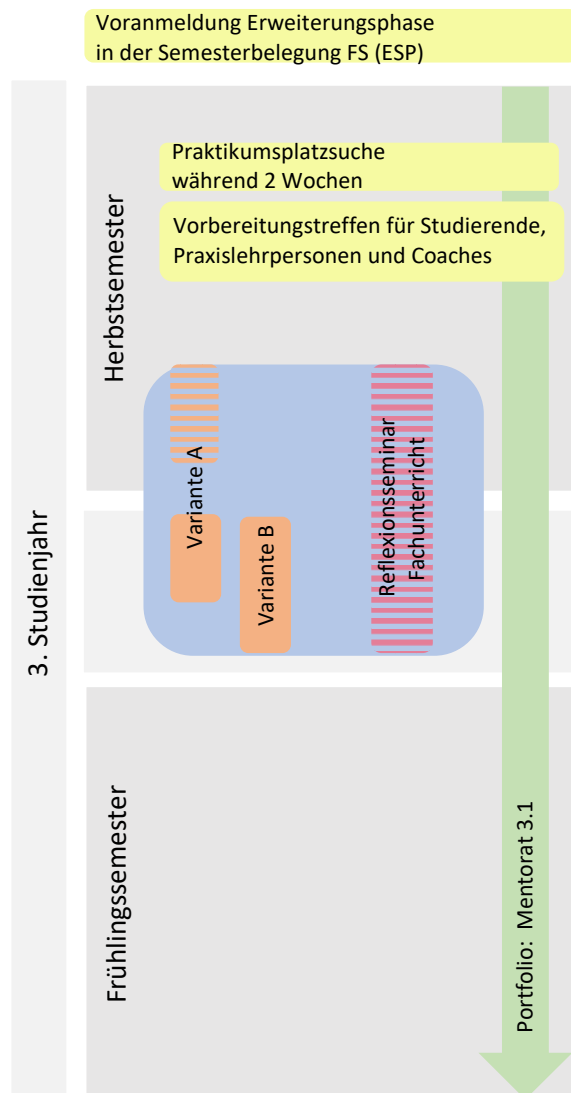 Voranmeldung Erweiterungsphase
in der Semesterbelegung FS (ESP)
3. Studienjahr
Herbstsemester
Praktikumsplatzsuche
während 2 Wochen
Vorbereitungstreffen für Studierende,
Praxislehrpersonen und Coaches
Variante A
Variante B
Reflexionsseminar
Fachunterricht
Frühlingssemester
Portfolio: Mentorat 3.1